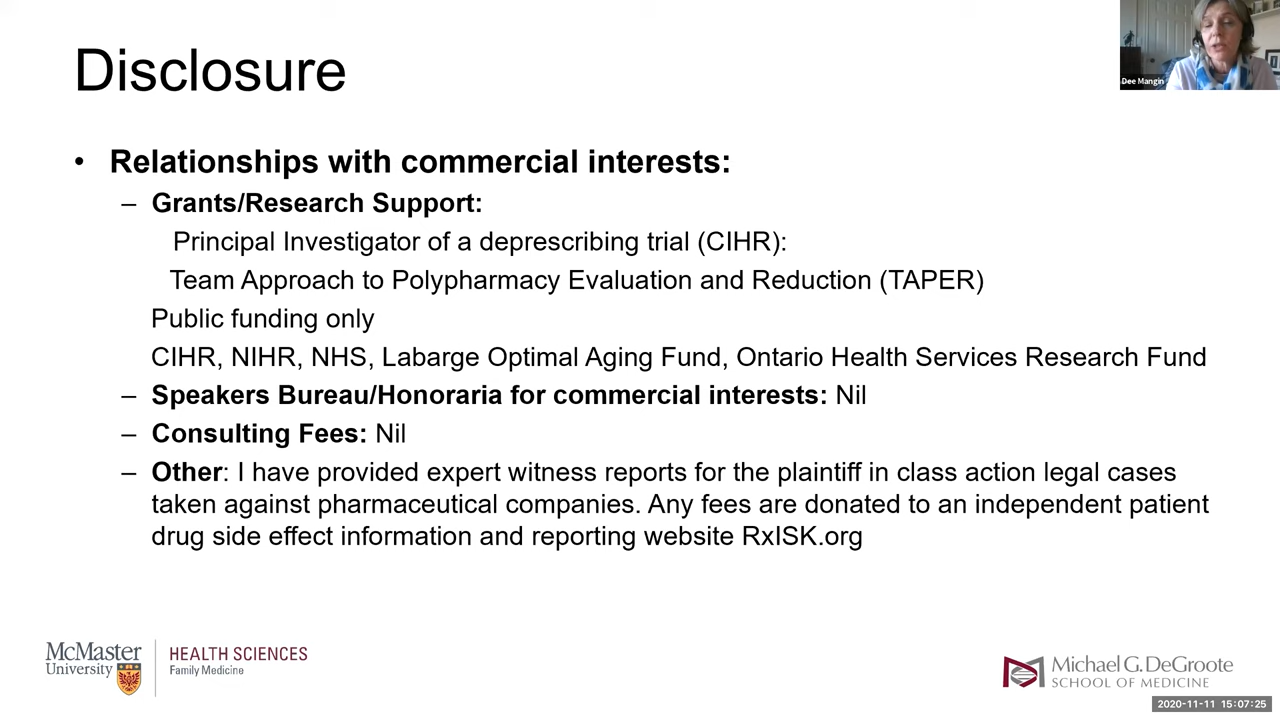 Disclosure
Dee Mangin
• Relationships with commercial interests:
– Grants/Research Support:
Principal Investigator of a deprescribing trial (CIHR):
Team Approach to Polypharmacy Evaluation and Reduction (TAPER)
Public funding only
CIHR, NIHR, NHS, Labarge Optimal Aging Fund, Ontario Health Services Research Fund
– Speakers Bureau/Honoraria for commercial interests: Nil
– Consulting Fees: Nil
– Other: I have provided expert witness reports for the plaintiff in class action legal cases
taken against pharmaceutical companies. Any fees are donated to an independent patient
drug side effect information and reporting website RxISK.org
McMaster
University
HEALTH SCIENCES
Family Medicine
Michael G. DeGroote
SCHOOL OF MEDICINE
2020-11-11 15:07:25